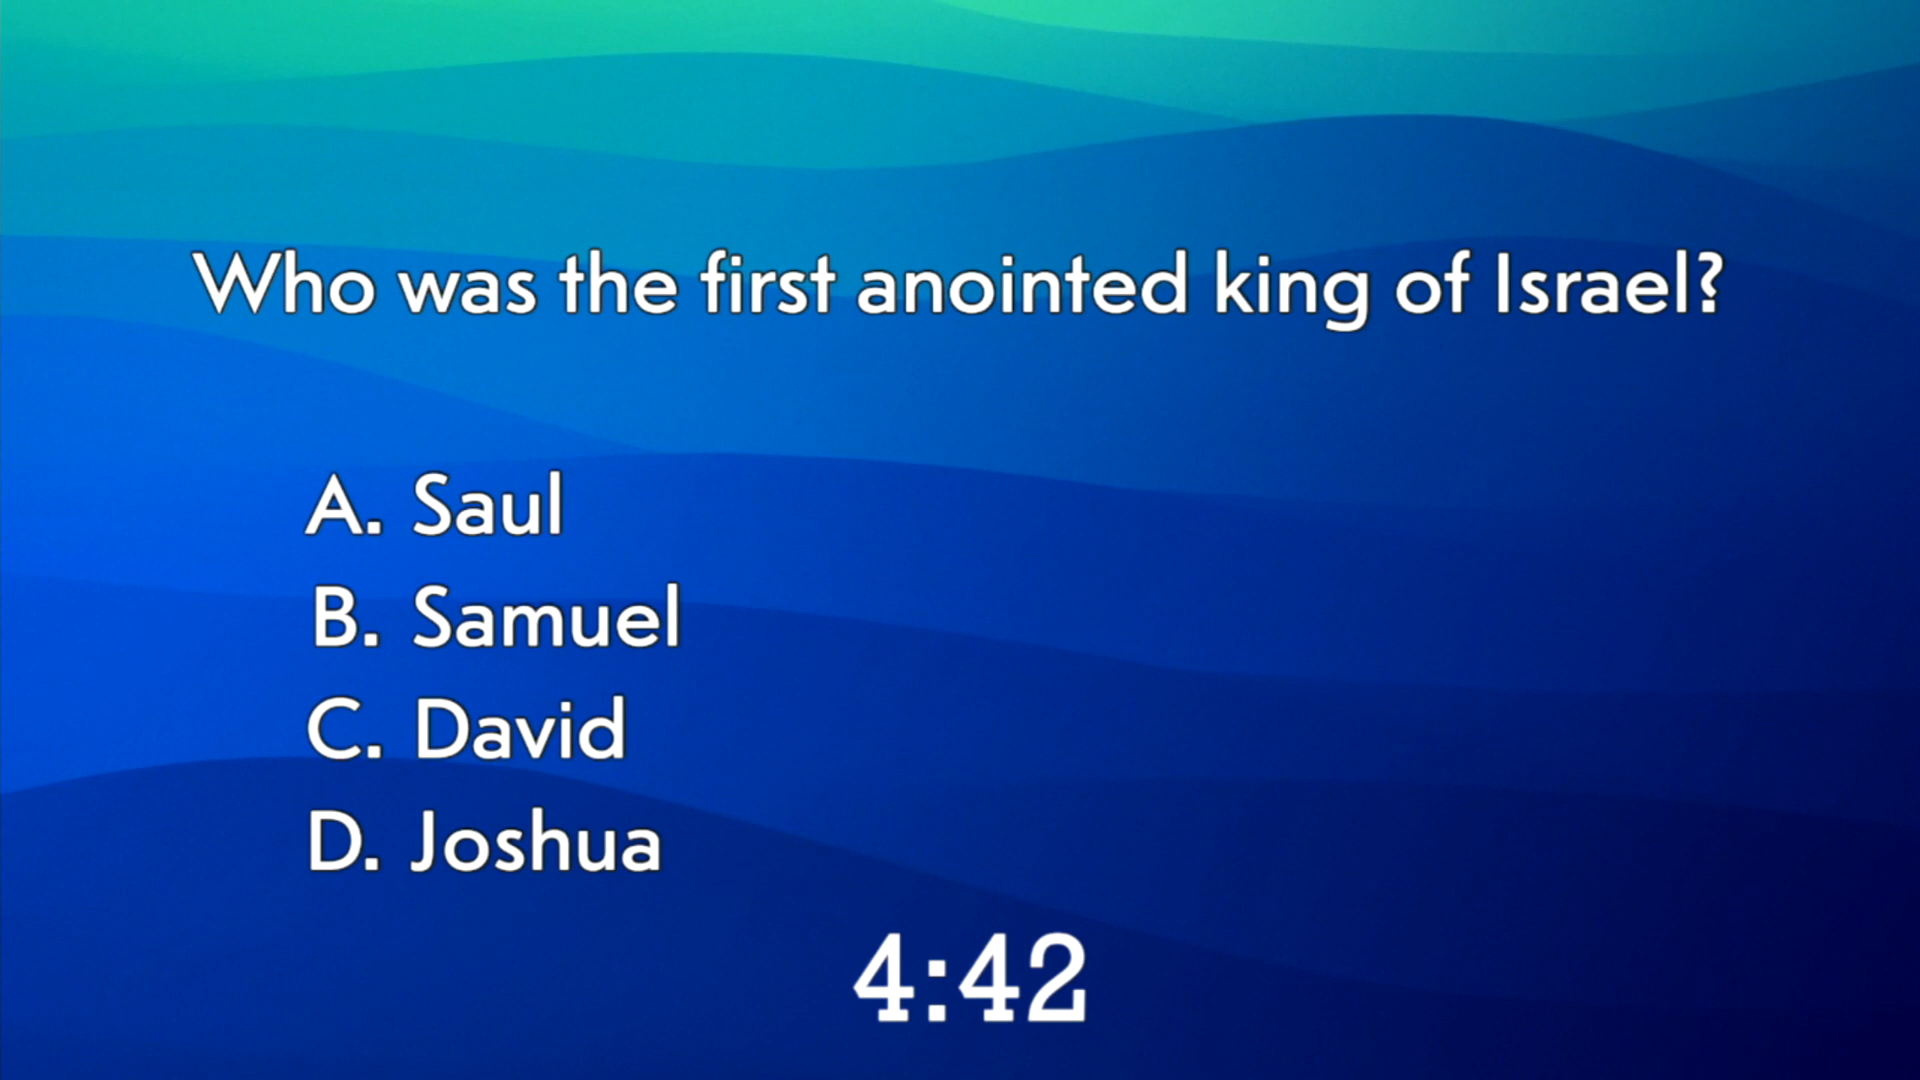 Who was the first anointed king of Israel?
A. Saul
B. Samuel
C. David
D. Joshua
4:42